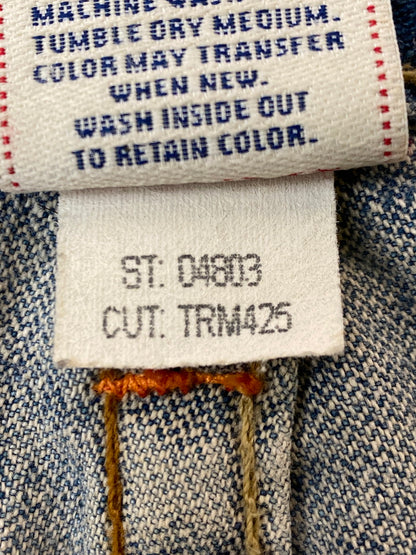 MACHINE WASH
TUMBLE DRY MEDIUM.
COLOR MAY TRANSFER
WHEN NEW.
WASH INSIDE OUT
TO RETAIN COLOR.
ST: 04803
CUT: TRM425